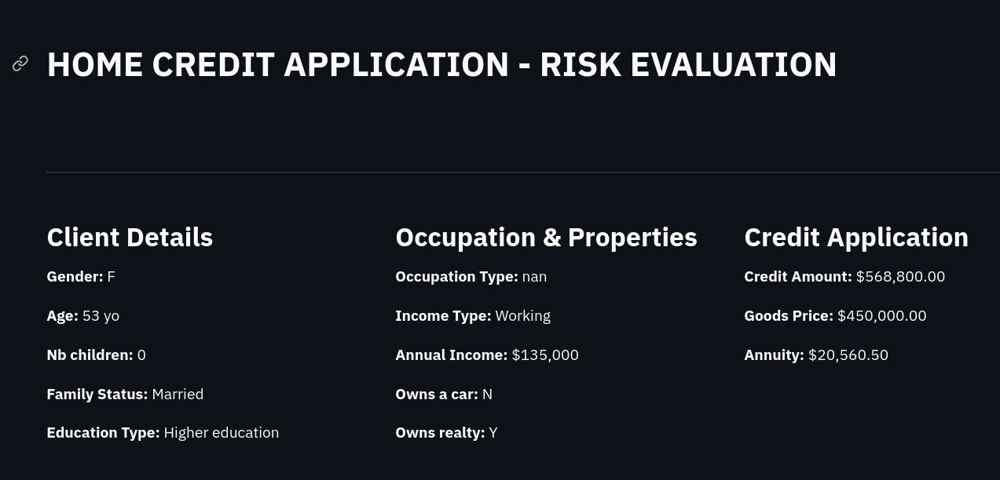 HOME CREDIT APPLICATION - RISK EVALUATION
Client Details
Gender: F
Age: 53 yo
Nb children: 0
Family Status: Married
Education Type: Higher education
Occupation & Properties
Occupation Type: nan
Income Type: Working
Annual Income: $135,000
Owns a car: N
Owns realty: Y
Credit Application
Credit Amount: $568,800.00
Goods Price: $450,000.00
Annuity: $20,560.50